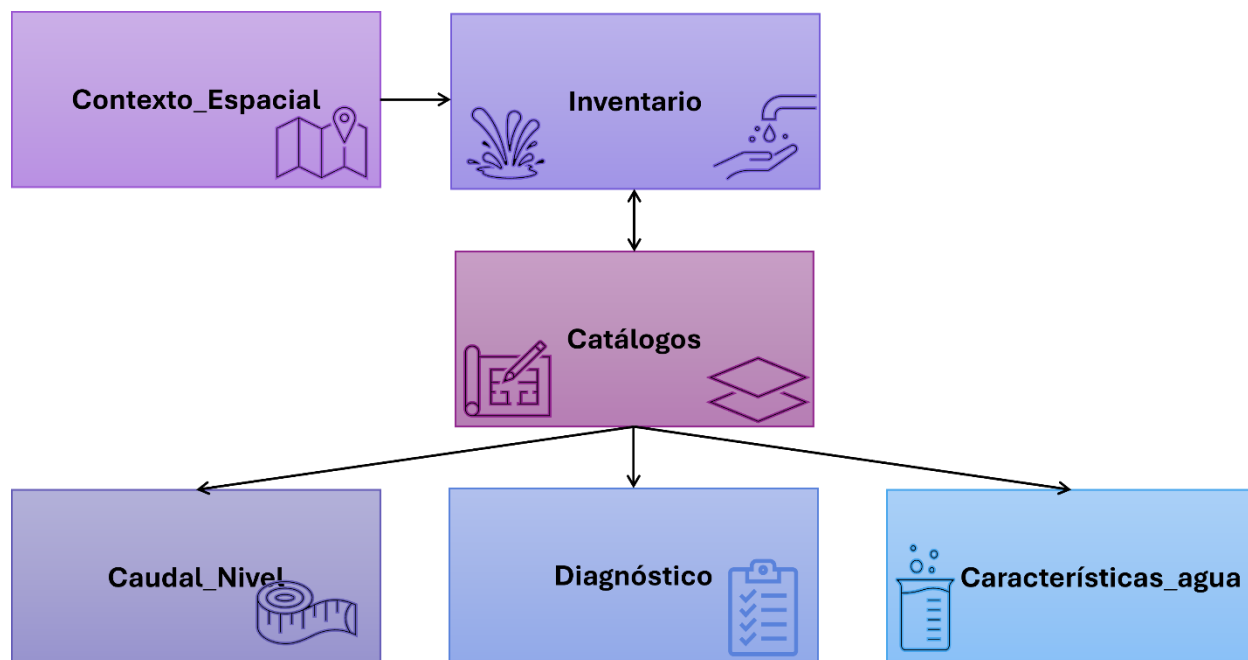 Contexto_Espacial
Inventario
Catálogos
Caudal_Nivel
Diagnóstico
Características_agua